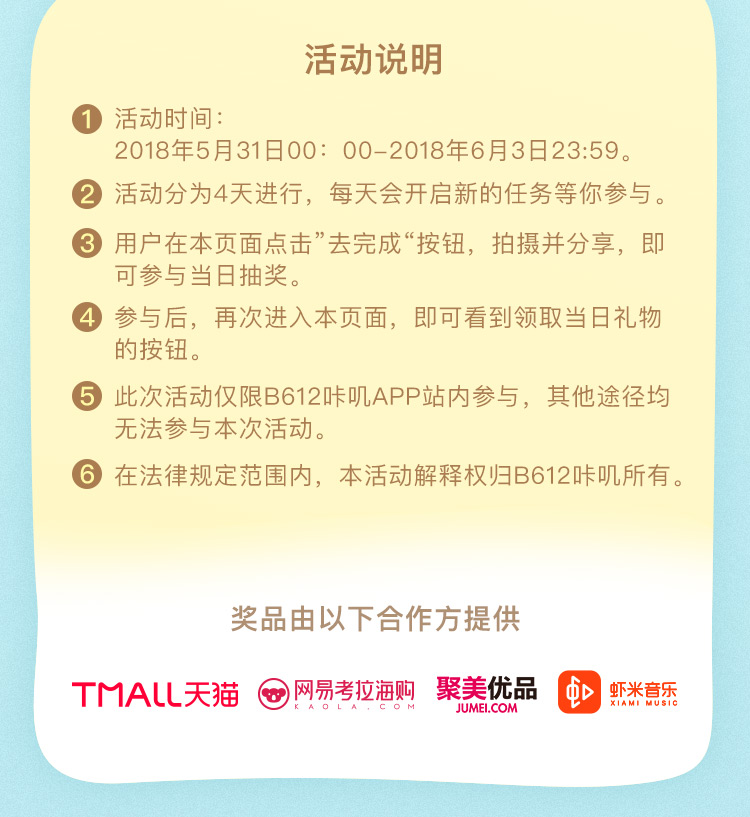 活动说明
1 活动时间：
2018年5月31日00：00-2018年6月3日23:59。
2 活动分为4天进行，每天会开启新的任务等你参与。
3 用户在本页面点击”去完成“按钮，拍摄并分享，即
可参与当日抽奖。
4 参与后，再次进入本页面，即可看到领取当日礼物
的按钮。
5 此次活动仅限B612咔叽APP站内参与，其他途径均
无法参与本次活动。
6 在法律规定范围内，本活动解释权归B612咔叽所有。
奖品由以下合作方提供
TMALL天猫 网易考拉海购 聚美优品 虾米音乐
KAOLA.COM JUMEI.COM XIAMI MUSIC